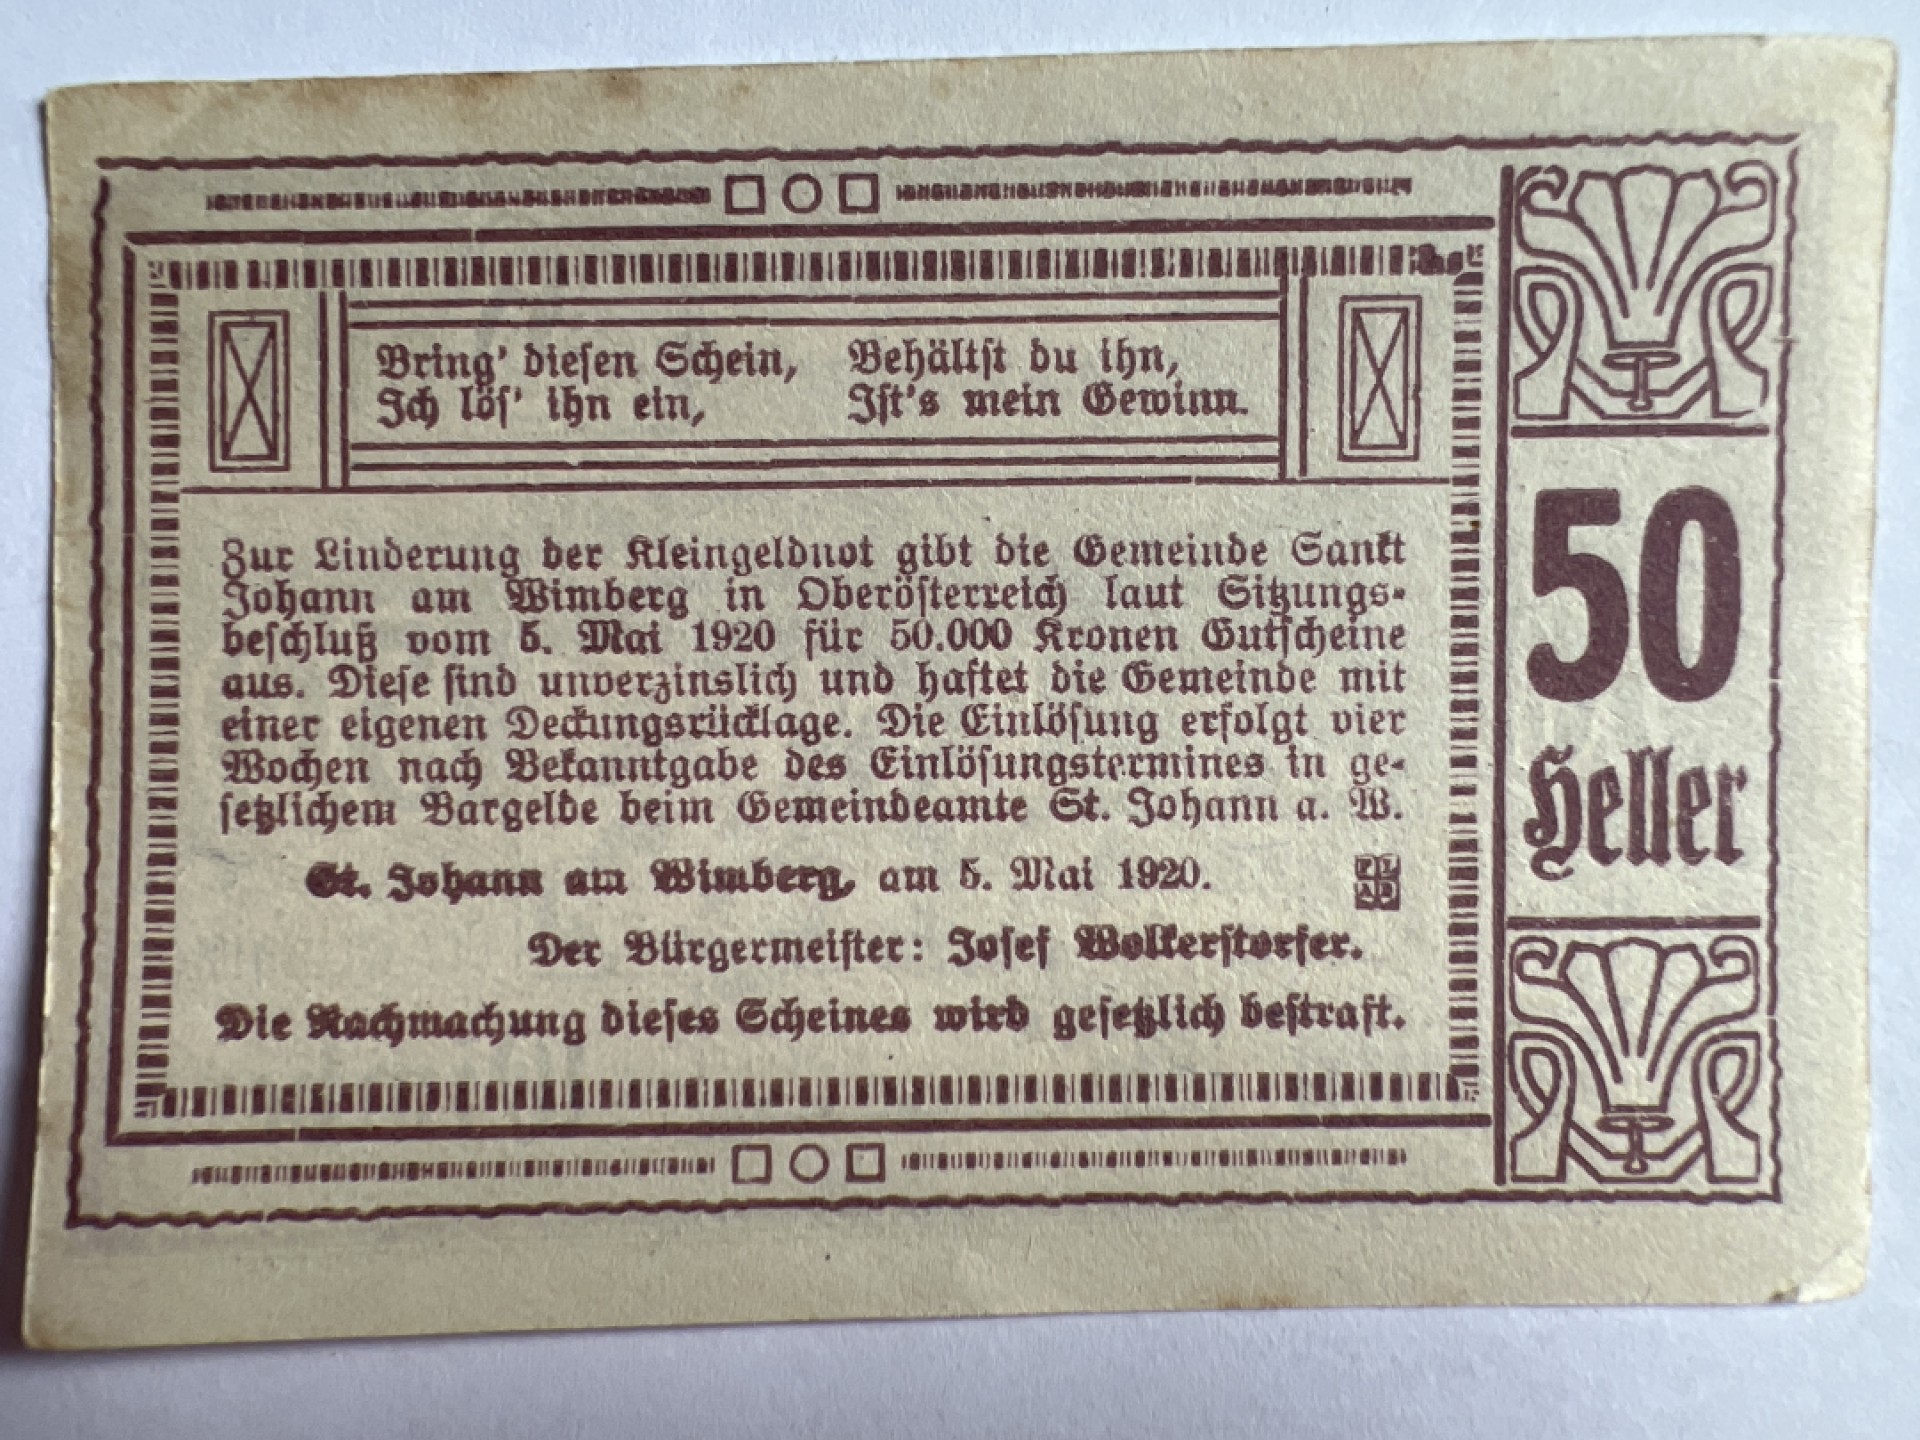 Bring' diesen Schein,
Ich lös' ihn ein,
Behältst du ihn,
Ist's mein Gewinn.
Zur Linderung der Kleingeldnot gibt die Gemeinde Sankt
Johann am Wimberg in Oberösterreich laut Sitzungs-
beschluß vom 5. Mai 1920 für 50.000 Kronen Gutscheine
aus. Diese sind unverzinslich und haftet die Gemeinde mit
einer eigenen Deckungsrücklage. Die Einlösung erfolgt vier
Wochen nach Bekanntgabe des Einlösungstermines in ge-
setzlichem Bargelde beim Gemeindeamte St. Johann a. W.
St. Johann am Wimberg, am 5. Mai 1920.
Der Bürgermeister: Josef Wolkerstorfer.
Die Nachmachung dieses Scheines wird gesetzlich bestraft.
50
Heller